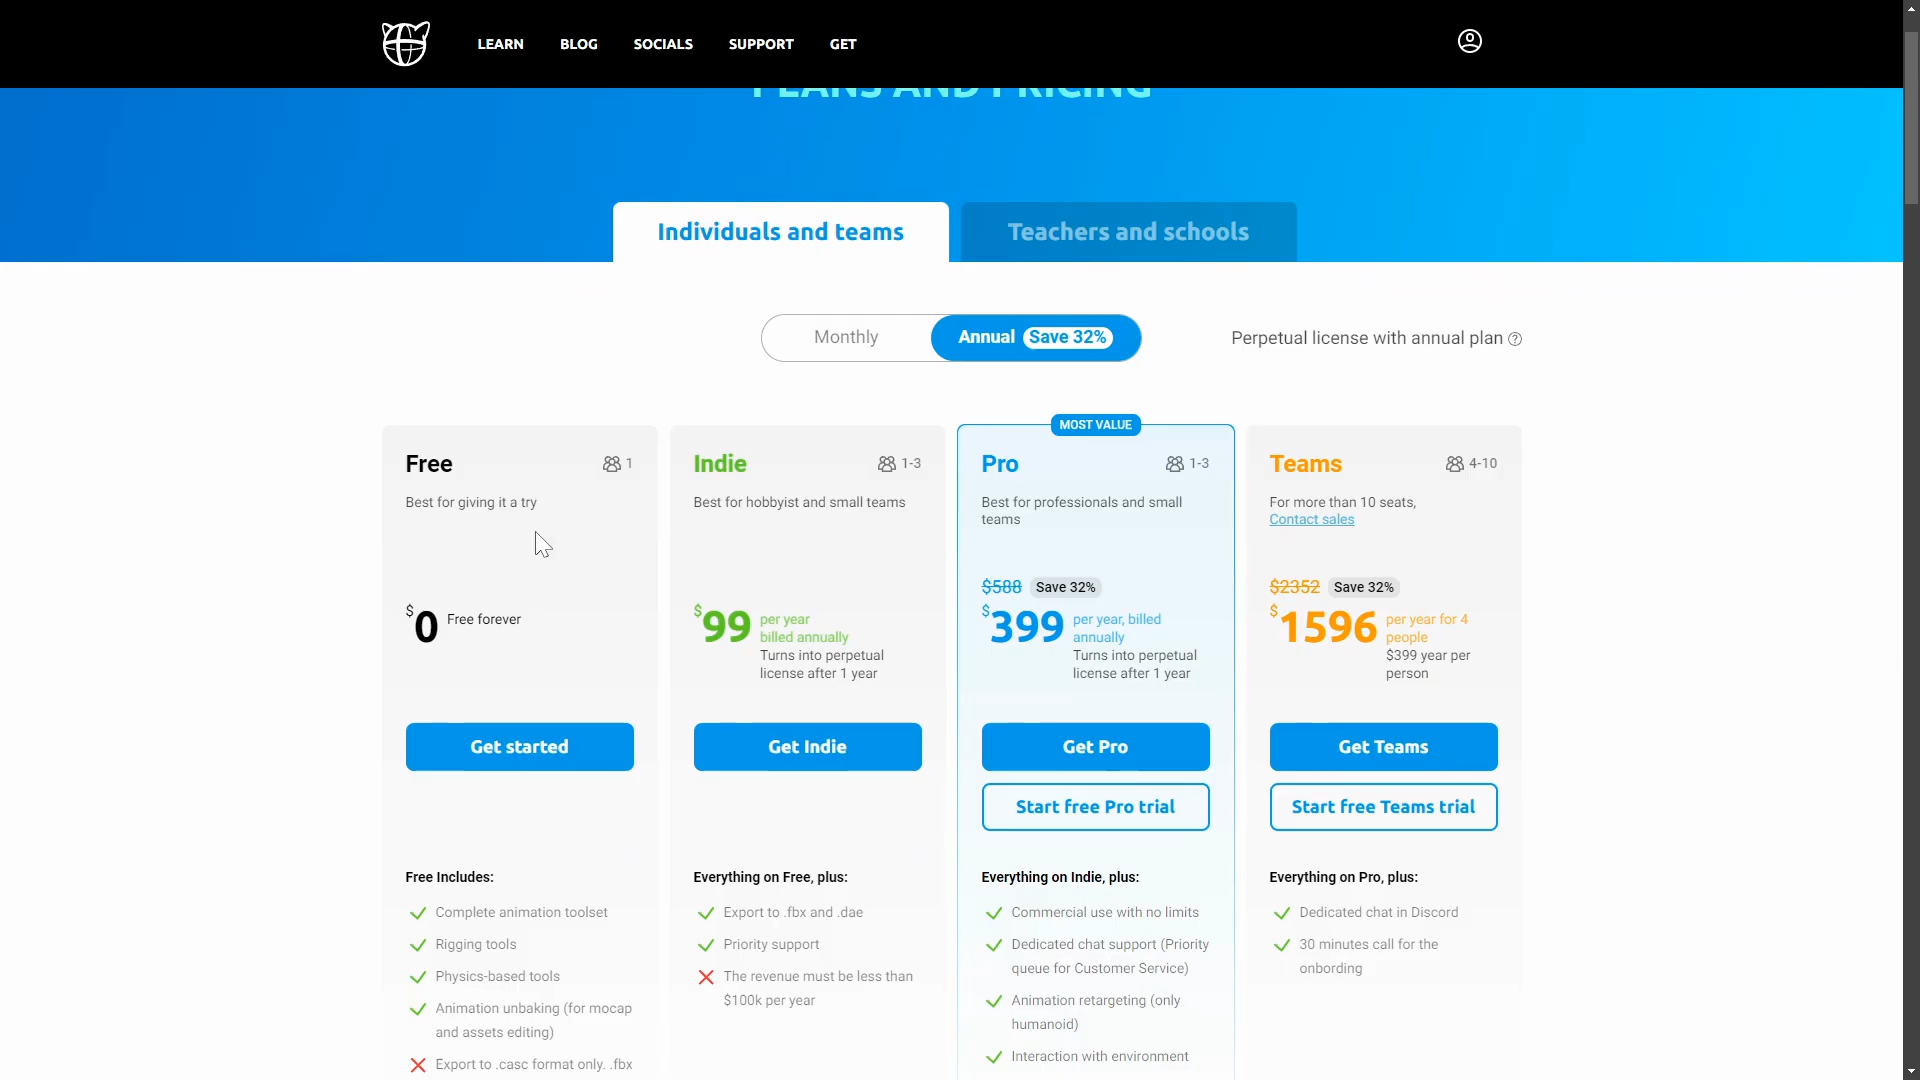 LEARN BLOG SOCIALS SUPPORT GET
PLANS AND PRICING
Individuals and teams
Teachers and schools
Monthly
Annual Save 32%
Perpetual license with annual plan ?
Free
1
Best for giving it a try
$0 Free forever
Get started
Free Includes:
Complete animation toolset
Rigging tools
Physics-based tools
Animation unbaking (for mocap
and assets editing)
Export to .casc format only. .fbx
Indie
1-3
Best for hobbyist and small teams
$99 per year
billed annually
Turns into perpetual
license after 1 year
Get Indie
Everything on Free, plus:
Export to .fbx and .dae
Priority support
The revenue must be less than
$100k per year
MOST VALUE
Pro
1-3
Best for professionals and small
teams
$588 Save 32%
$399 per year, billed
annually
Turns into perpetual
license after 1 year
Get Pro
Start free Pro trial
Everything on Indie, plus:
Commercial use with no limits
Dedicated chat support (Priority
queue for Customer Service)
Animation retargeting (only
humanoid)
Interaction with environment
Teams
4-10
For more than 10 seats,
Contact sales
$2352 Save 32%
$1596 per year for 4
people
$399 year per
person
Get Teams
Start free Teams trial
Everything on Pro, plus:
Dedicated chat in Discord
30 minutes call for the
onbording